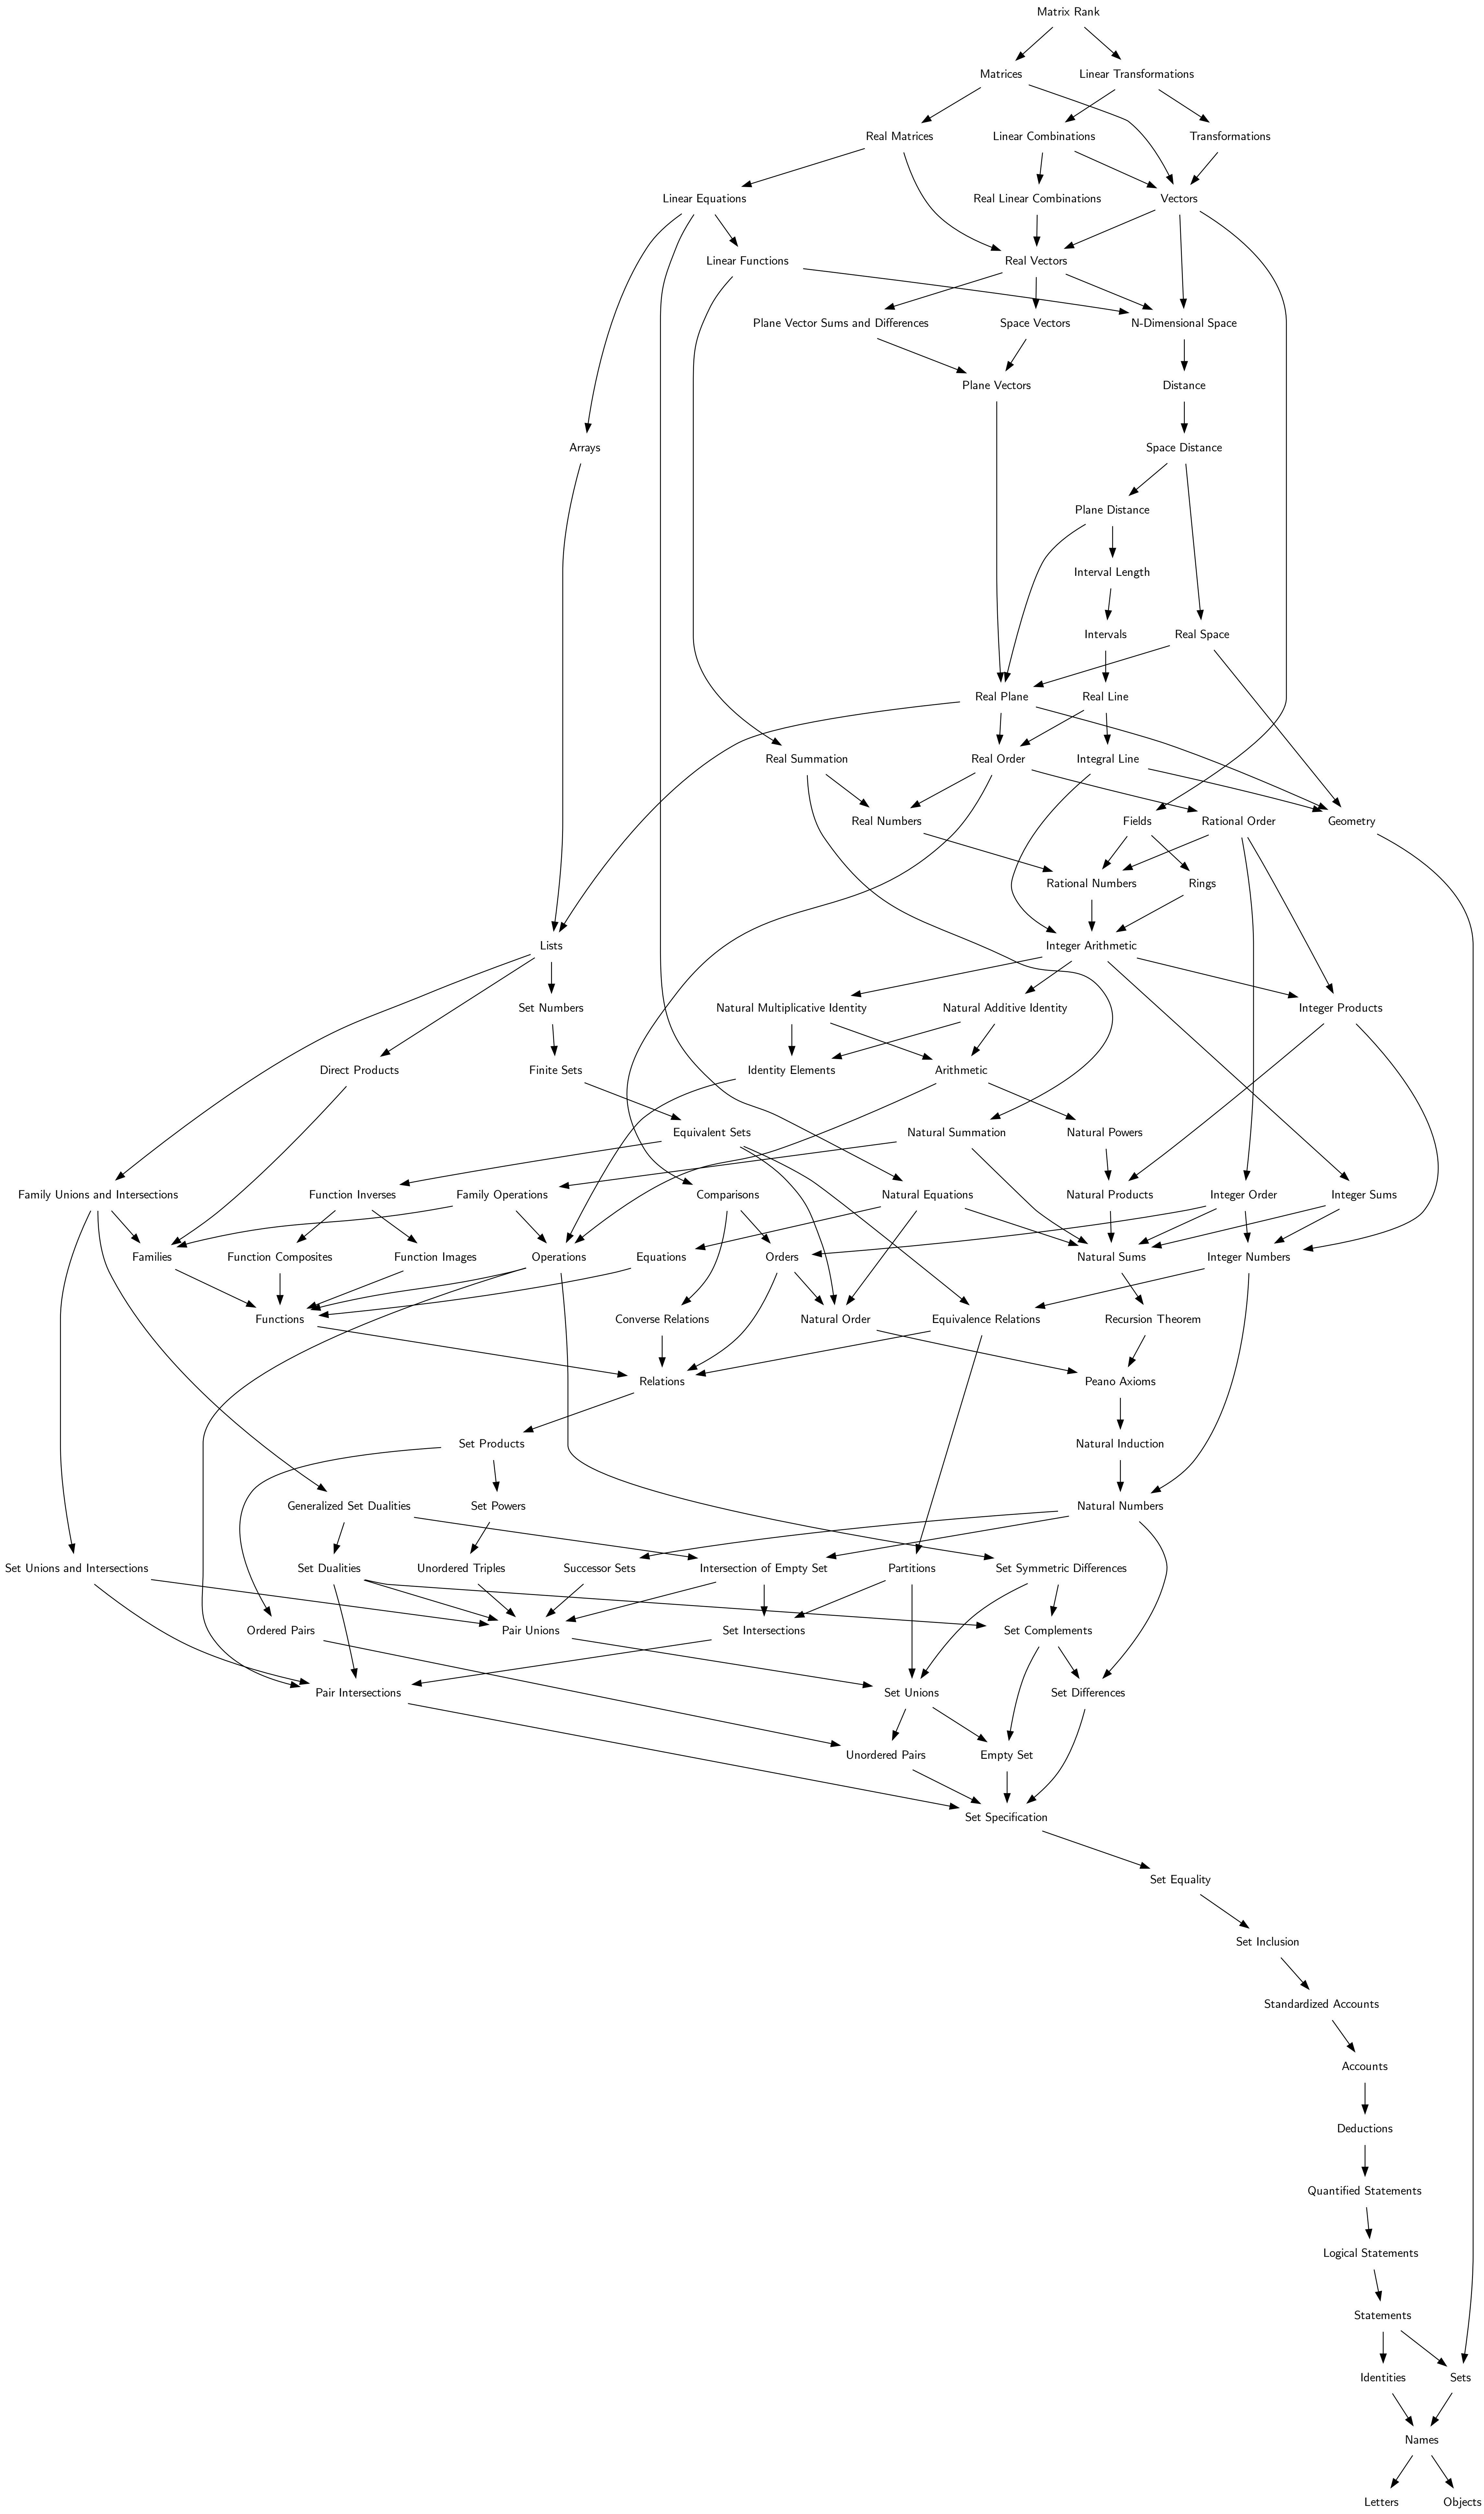 Matrix Rank
Matrices
Linear Transformations
Real Matrices
Linear Combinations
Transformations
Linear Equations
Real Linear Combinations
Vectors
Linear Functions
Real Vectors
Plane Vector Sums and Differences
Space Vectors
N-Dimensional Space
Plane Vectors
Distance
Arrays
Space Distance
Plane Distance
Interval Length
Intervals
Real Space
Real Plane
Real Line
Real Summation
Real Order
Integral Line
Real Numbers
Fields
Rational Order
Geometry
Rational Numbers
Rings
Lists
Integer Arithmetic
Set Numbers
Natural Multiplicative Identity
Natural Additive Identity
Integer Products
Direct Products
Finite Sets
Identity Elements
Arithmetic
Equivalent Sets
Natural Summation
Natural Powers
Family Unions and Intersections
Function Inverses
Family Operations
Comparisons
Natural Equations
Natural Products
Integer Order
Integer Sums
Families
Function Composites
Function Images
Operations
Equations
Orders
Natural Sums
Integer Numbers
Functions
Converse Relations
Natural Order
Equivalence Relations
Recursion Theorem
Relations
Peano Axioms
Set Products
Natural Induction
Generalized Set Dualities
Set Powers
Natural Numbers
Set Unions and Intersections
Set Dualities
Unordered Triples
Successor Sets
Intersection of Empty Set
Partitions
Set Symmetric Differences
Ordered Pairs
Pair Unions
Set Intersections
Set Complements
Pair Intersections
Set Unions
Set Differences
Unordered Pairs
Empty Set
Set Specification
Set Equality
Set Inclusion
Standardized Accounts
Accounts
Deductions
Quantified Statements
Logical Statements
Statements
Identities
Sets
Names
Letters
Objects